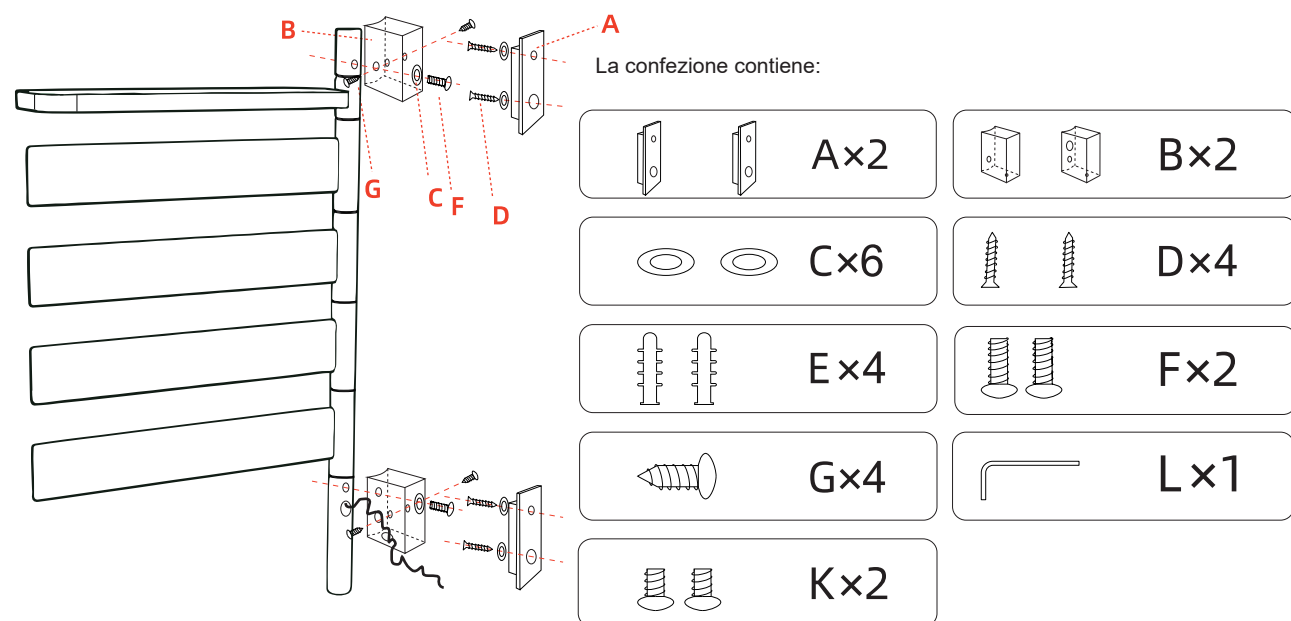 B
A
G
C
F
D
La confezione contiene:
A×2
B×2
C×6
D×4
E×4
F×2
G×4
L×1
K×2